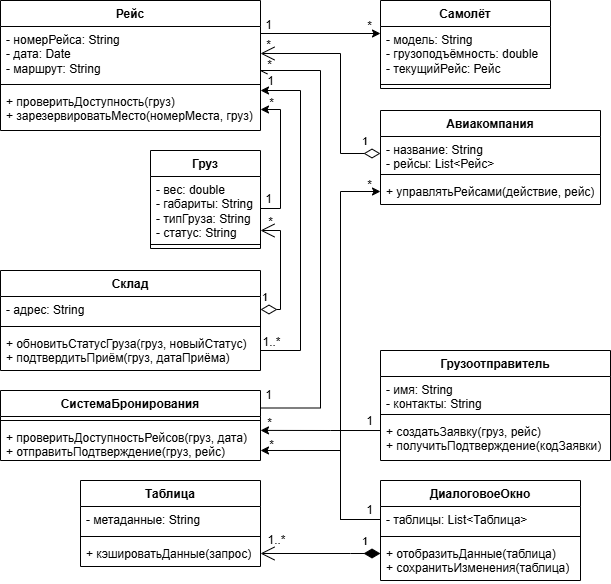 Рейс
- номерРейса: String
- дата: Date
- маршрут: String
+ проверитьДоступность(груз)
+ зарезервироватьМесто(номерМеста, груз)
1
*
*
*
1
*
Самолёт
- модель: String
- грузоподъёмность: double
- текущийРейс: Рейс
Авиакомпания
- название: String
- рейсы: List<Рейс>
+ управлятьРейсами(действие, рейс)
1
*
Груз
- вес: double
- габариты: String
- типГруза: String
- статус: String
1
*
Склад
- адрес: String
+ обновитьСтатусГруза(груз, новыйСтатус)
+ подтвердитьПриём(груз, датаПриёма)
1
1..*
Грузоотправитель
- имя: String
- контакты: String
+ создатьЗаявку(груз, рейс)
+ получитьПодтверждение(кодЗаявки)
1
СистемаБронирования
+ проверитьДоступностьРейсов(груз, дата)
+ отправитьПодтверждение(груз, рейс)
1
*
*
Таблица
- метаданные: String
+ кэшироватьДанные(запрос)
1..*
ДиалоговоеОкно
- таблицы: List<Таблица>
+ отобразитьДанные(таблица)
+ сохранитьИзменения(таблица)
1
1